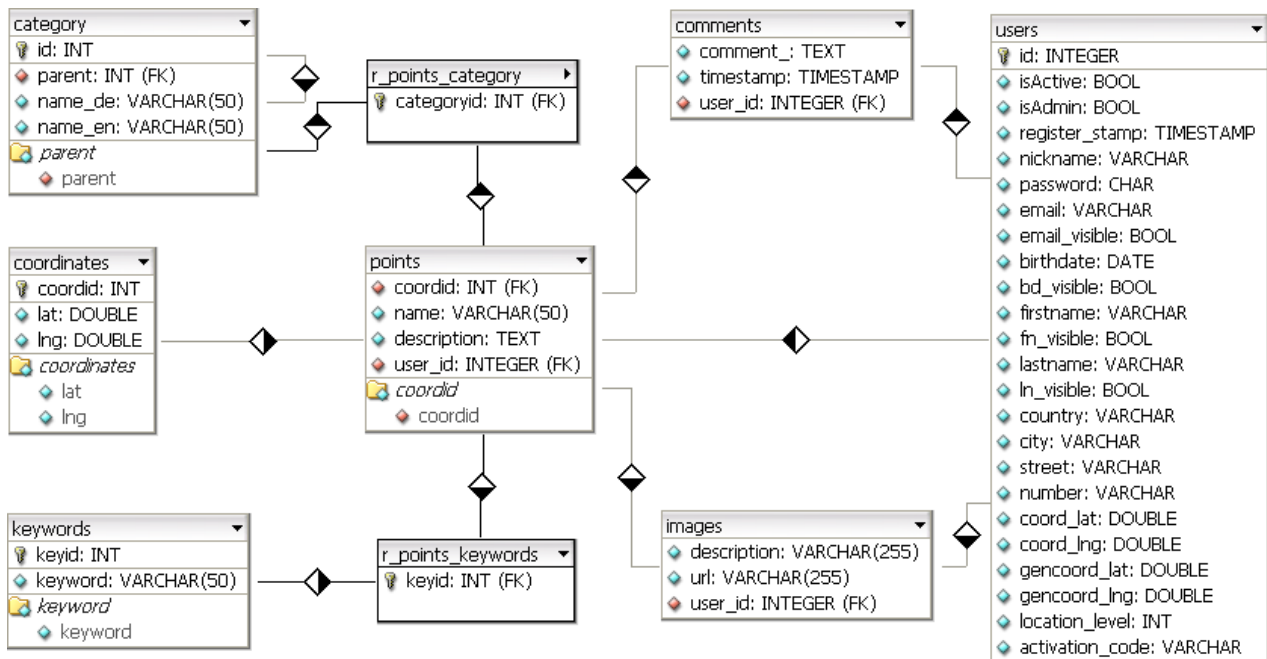 category
id: INT
parent: INT (FK)
name_de: VARCHAR(50)
name_en: VARCHAR(50)
parent
parent
r_points_category
categoryid: INT (FK)
comments
comment_: TEXT
timestamp: TIMESTAMP
user_id: INTEGER (FK)
users
id: INTEGER
isActive: BOOL
isAdmin: BOOL
register_stamp: TIMESTAMP
nickname: VARCHAR
password: CHAR
email: VARCHAR
email_visible: BOOL
birthdate: DATE
bd_visible: BOOL
firstname: VARCHAR
fn_visible: BOOL
lastname: VARCHAR
ln_visible: BOOL
country: VARCHAR
city: VARCHAR
street: VARCHAR
number: VARCHAR
coord_lat: DOUBLE
coord_lng: DOUBLE
gencoord_lat: DOUBLE
gencoord_lng: DOUBLE
location_level: INT
activation_code: VARCHAR
coordinates
coordid: INT
lat: DOUBLE
lng: DOUBLE
coordinates
lat
lng
points
coordid: INT (FK)
name: VARCHAR(50)
description: TEXT
user_id: INTEGER (FK)
coordid
coordid
keywords
keyid: INT
keyword: VARCHAR(50)
keyword
keyword
r_points_keywords
keyid: INT (FK)
images
description: VARCHAR(255)
url: VARCHAR(255)
user_id: INTEGER (FK)